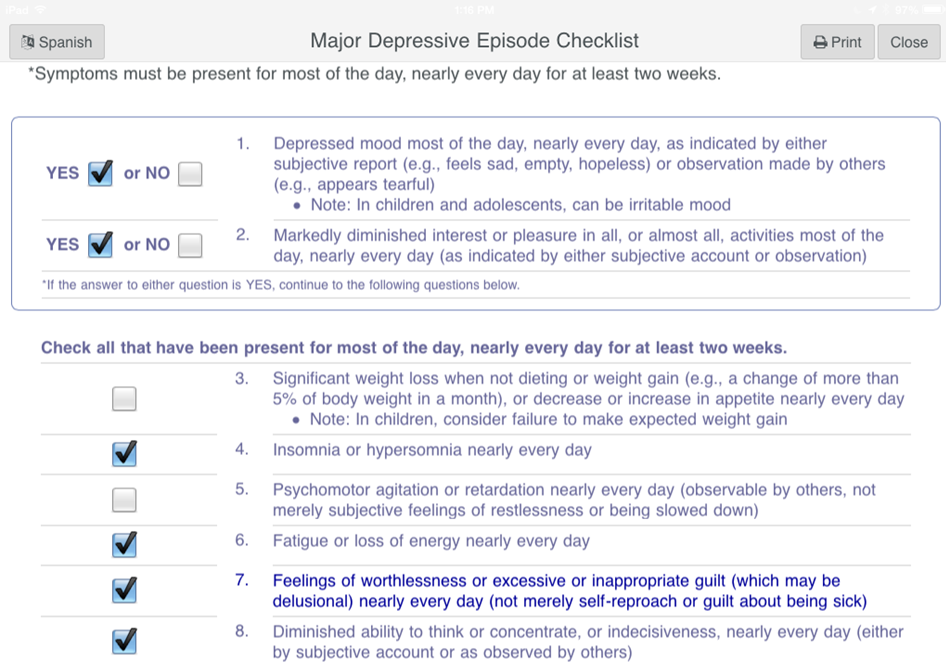 iPad 1:16 PM 97%
Spanish Major Depressive Episode Checklist Print Close
*Symptoms must be present for most of the day, nearly every day for at least two weeks.
YES or NO
1. Depressed mood most of the day, nearly every day, as indicated by either
subjective report (e.g., feels sad, empty, hopeless) or observation made by others
(e.g., appears tearful)
• Note: In children and adolescents, can be irritable mood
YES or NO
2. Markedly diminished interest or pleasure in all, or almost all, activities most of the
day, nearly every day (as indicated by either subjective account or observation)
*If the answer to either question is YES, continue to the following questions below.
Check all that have been present for most of the day, nearly every day for at least two weeks.
3. Significant weight loss when not dieting or weight gain (e.g., a change of more than
5% of body weight in a month), or decrease or increase in appetite nearly every day
• Note: In children, consider failure to make expected weight gain
4. Insomnia or hypersomnia nearly every day
5. Psychomotor agitation or retardation nearly every day (observable by others, not
merely subjective feelings of restlessness or being slowed down)
6. Fatigue or loss of energy nearly every day
7. Feelings of worthlessness or excessive or inappropriate guilt (which may be
delusional) nearly every day (not merely self-reproach or guilt about being sick)
8. Diminished ability to think or concentrate, or indecisiveness, nearly every day (either
by subjective account or as observed by others)